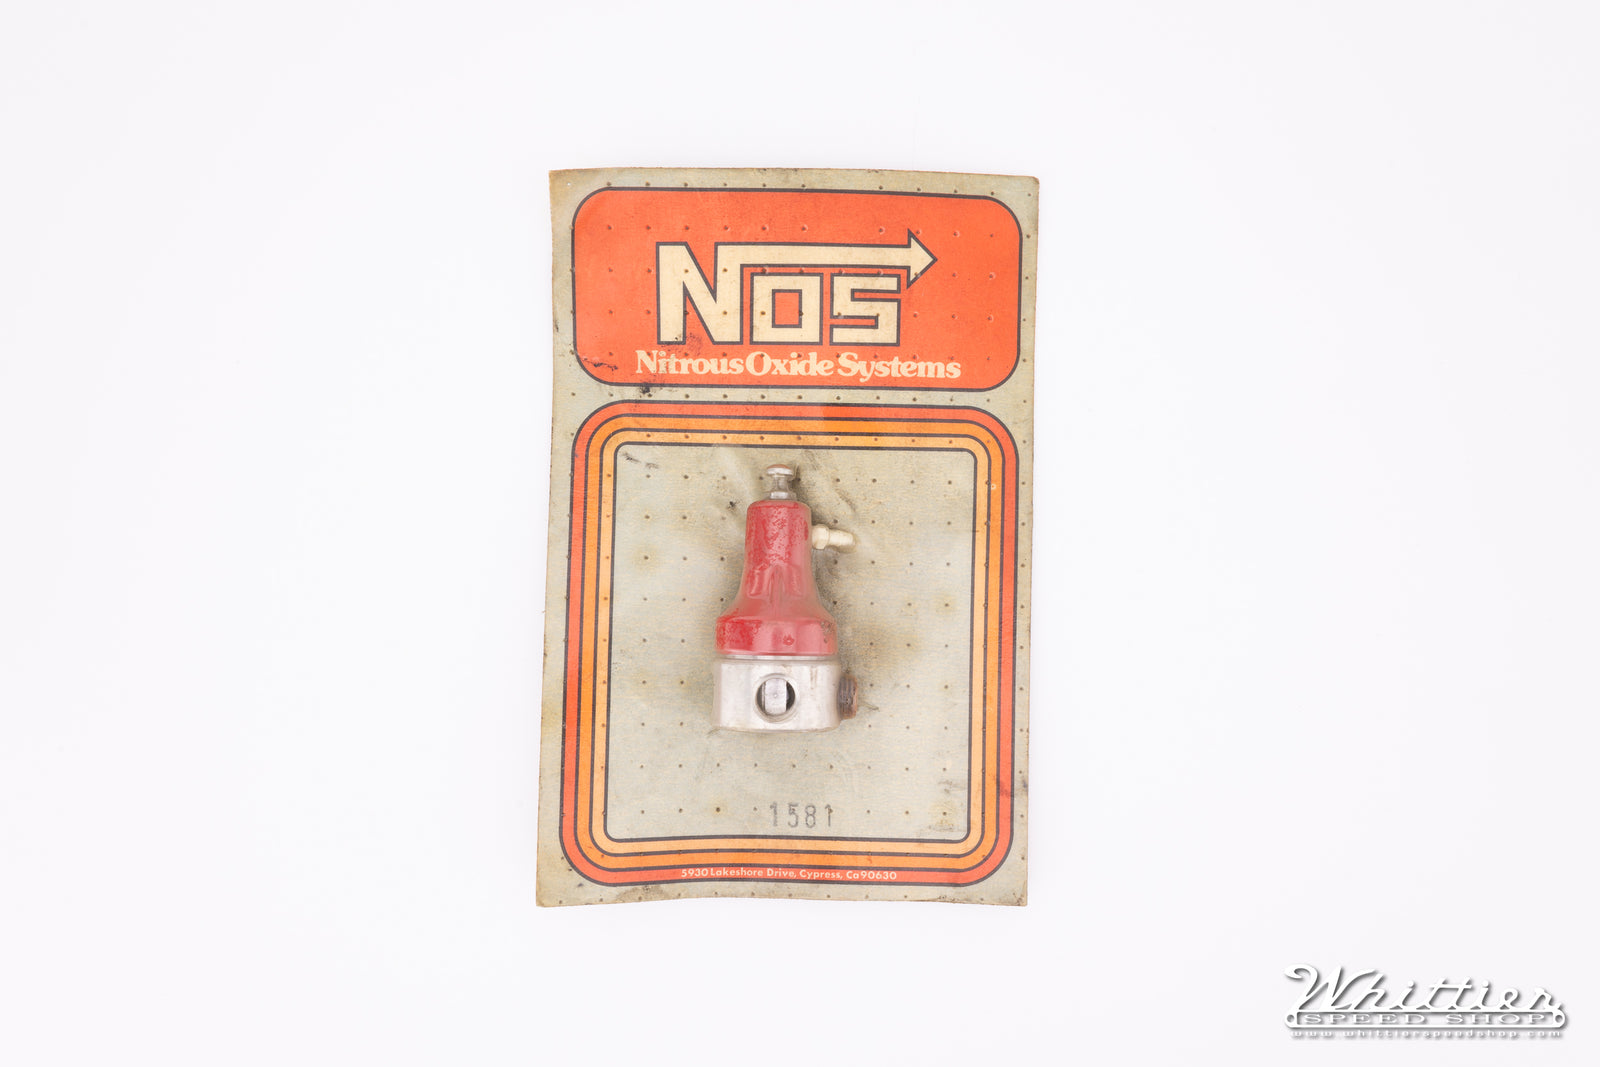 NOS
Nitrous Oxide Systems
1581
5930 Lakeshore Drive, Cypress, Ca 90630
Whittier
SPEED SHOP
www.whittierspeedshop.com